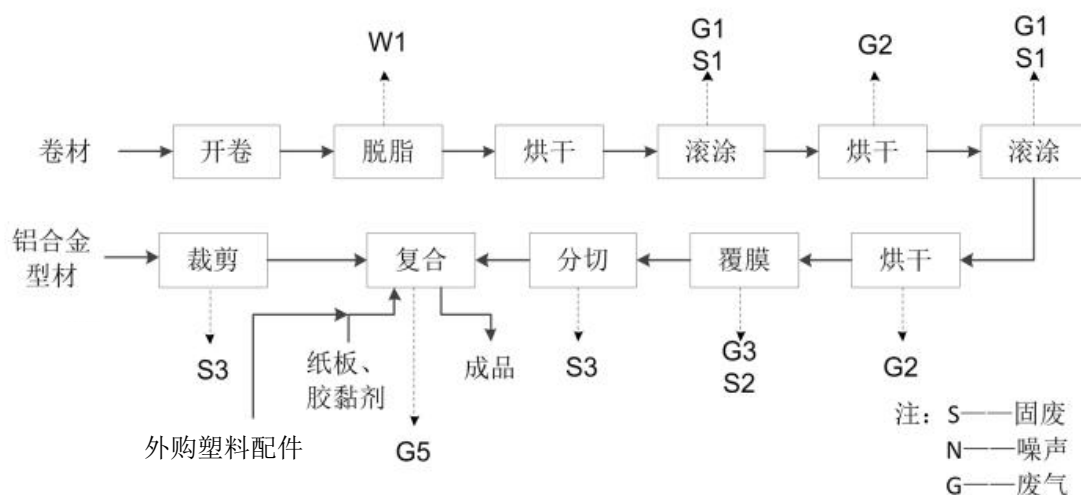 W1
G1
S1
G2
G1
S1
卷材
开卷
脱脂
烘干
滚涂
烘干
滚涂
铝合金
型材
裁剪
复合
分切
覆膜
烘干
S3
纸板、
胶黏剂
成品
S3
G3
S2
G2
外购塑料配件
G5
注：S——固废
N——噪声
G——废气